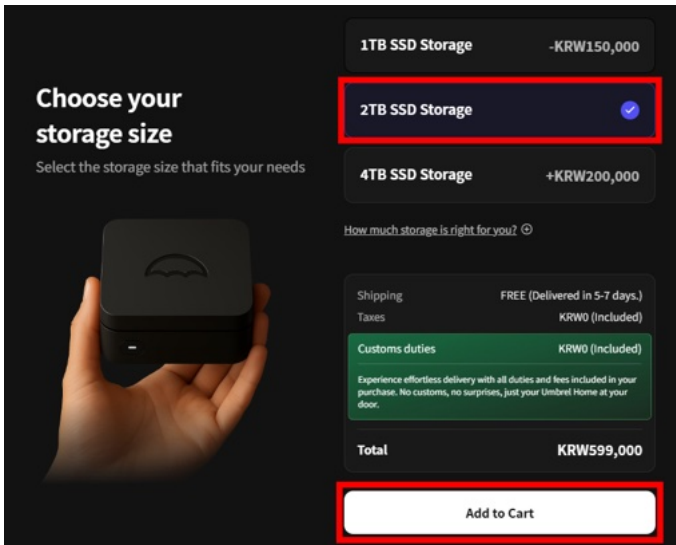 Choose your
storage size
Select the storage size that fits your needs
1TB SSD Storage -KRW150,000
2TB SSD Storage
4TB SSD Storage +KRW200,000
How much storage is right for you?
Shipping FREE (Delivered in 5-7 days.)
Taxes KRW0 (Included)
Customs duties KRW0 (Included)
Experience effortless delivery with all duties and fees included in your
purchase. No customs, no surprises, just your Umbrel Home at your
door.
Total KRW599,000
Add to Cart